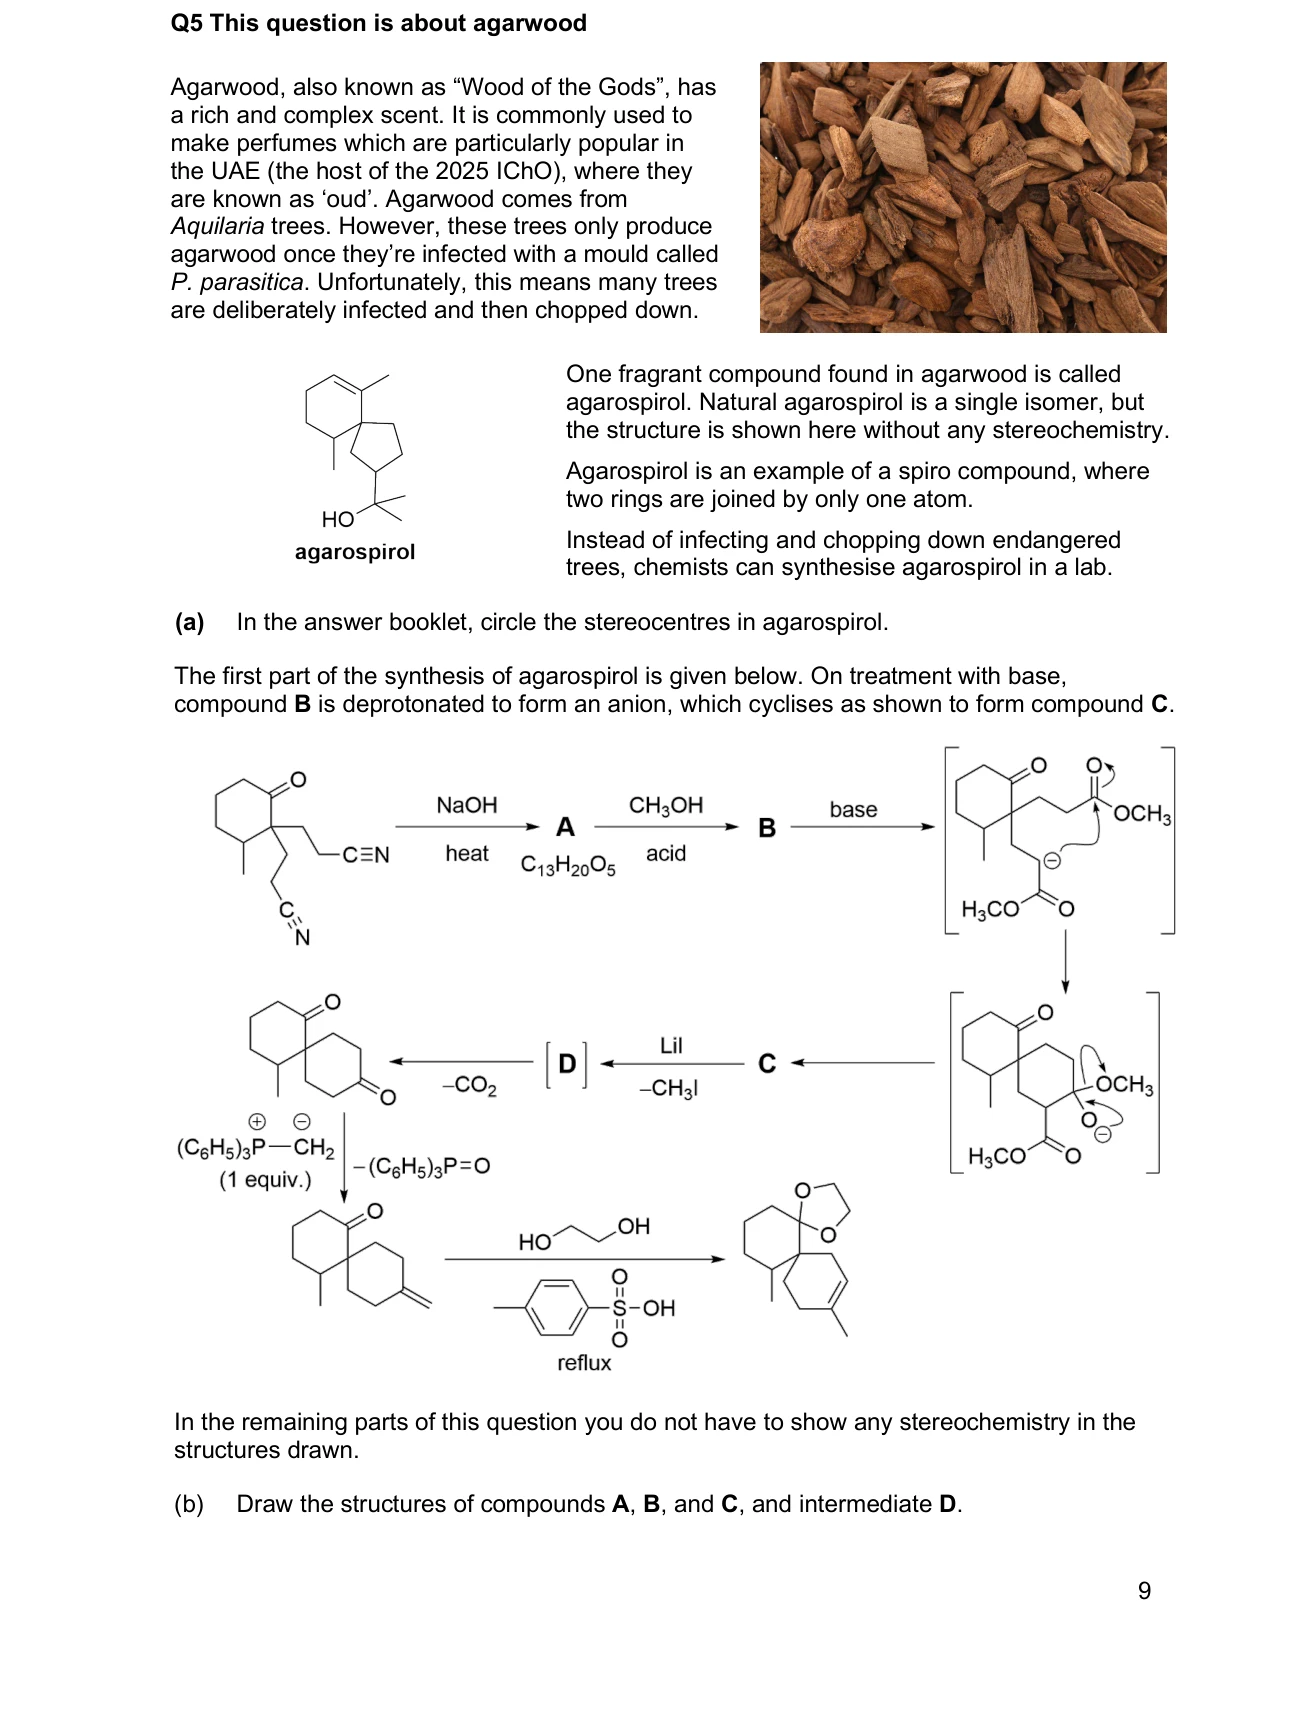 Q5 This question is about agarwood
Agarwood, also known as “Wood of the Gods”, has
a rich and complex scent. It is commonly used to
make perfumes which are particularly popular in
the UAE (the host of the 2025 IChO), where they
are known as ‘oud’. Agarwood comes from
Aquilaria trees. However, these trees only produce
agarwood once they’re infected with a mould called
P. parasitica. Unfortunately, this means many trees
are deliberately infected and then chopped down.
HO
agarospirol
One fragrant compound found in agarwood is called
agarospirol. Natural agarospirol is a single isomer, but
the structure is shown here without any stereochemistry.
Agarospirol is an example of a spiro compound, where
two rings are joined by only one atom.
Instead of infecting and chopping down endangered
trees, chemists can synthesise agarospirol in a lab.
(a) In the answer booklet, circle the stereocentres in agarospirol.
The first part of the synthesis of agarospirol is given below. On treatment with base,
compound B is deprotonated to form an anion, which cyclises as shown to form compound C.
O
C≡N
C≡N
NaOH
heat
A
C₁₃H₂₀O₅
CH₃OH
acid
B
base
O
O
OCH₃
⊖
H₃CO
O
O
OCH₃
O
⊖
H₃CO
O
C
LiI
–CH₃I
[D]
–CO₂
O
O
⊕ ⊖
(C₆H₅)₃P—CH₂
(1 equiv.)
–(C₆H₅)₃P=O
O
HO
OH
O
S–OH
O
reflux
O
O
In the remaining parts of this question you do not have to show any stereochemistry in the
structures drawn.
(b) Draw the structures of compounds A, B, and C, and intermediate D.
9